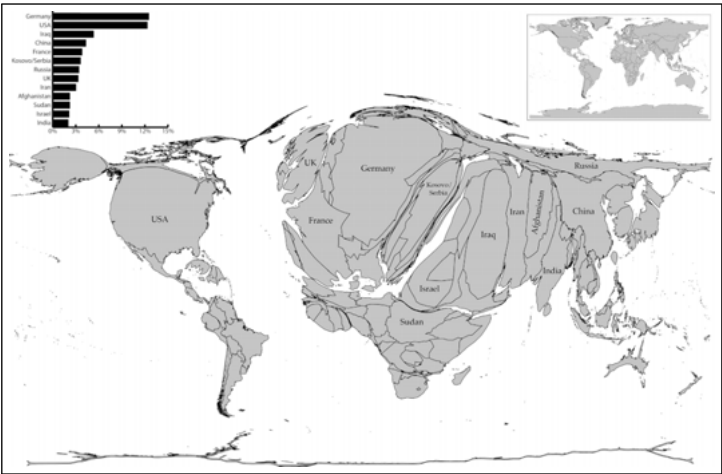 Germany
USA
Iraq
China
France
Kosovo/Serbia
Russia
UK
Iran
Afghanistan
Sudan
Israel
India
0% 3% 6% 9% 12% 15%
UK
Germany
Russia
Kosovo/
Serbia
USA
France
Iraq
Iran
Afghanistan
China
India
Israel
Sudan